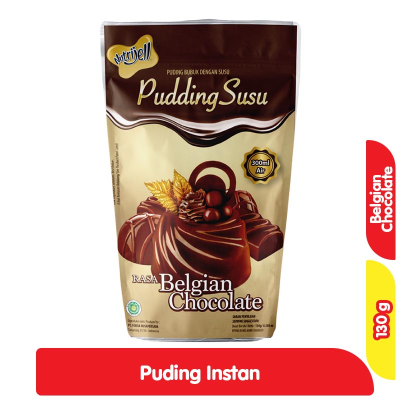 Nutrijell
PUDING BUBUK DENGAN SUSU
Pudding Susu
300ml
Air
RASA Belgian
Chocolate
Belgian
chocolate
130 g
Puding Instan